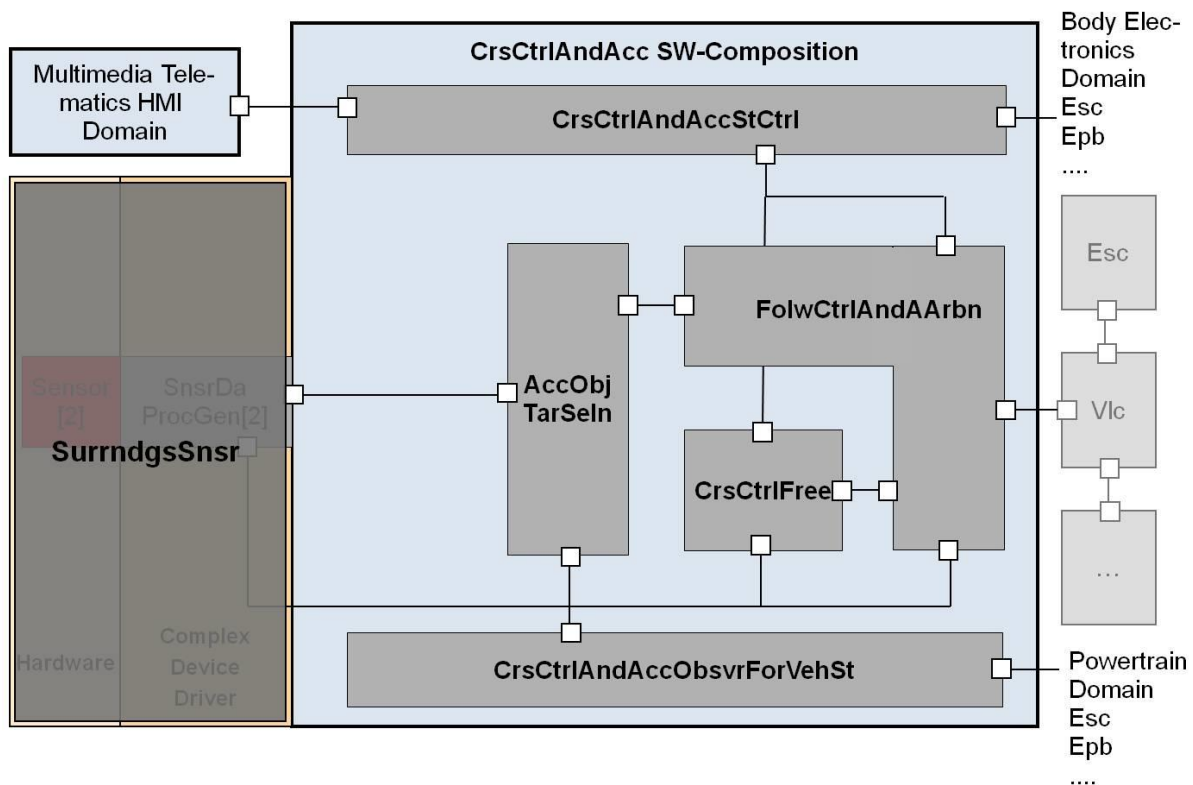 CrsCtrlAndAcc SW-Composition
Multimedia Tele-
matics HMI
Domain
CrsCtrlAndAccStCtrl
Body Elec-
tronics
Domain
Esc
Epb
....
Esc
FolwCtrlAndAArbn
AccObj
TarSeln
Sensor
[2]
SnsrDa
ProcGen[2]
SurrndgsSnsr
Vlc
CrsCtrlFree
...
Hardware
Complex
Device
Driver
CrsCtrlAndAccObsvrForVehSt
Powertrain
Domain
Esc
Epb
....